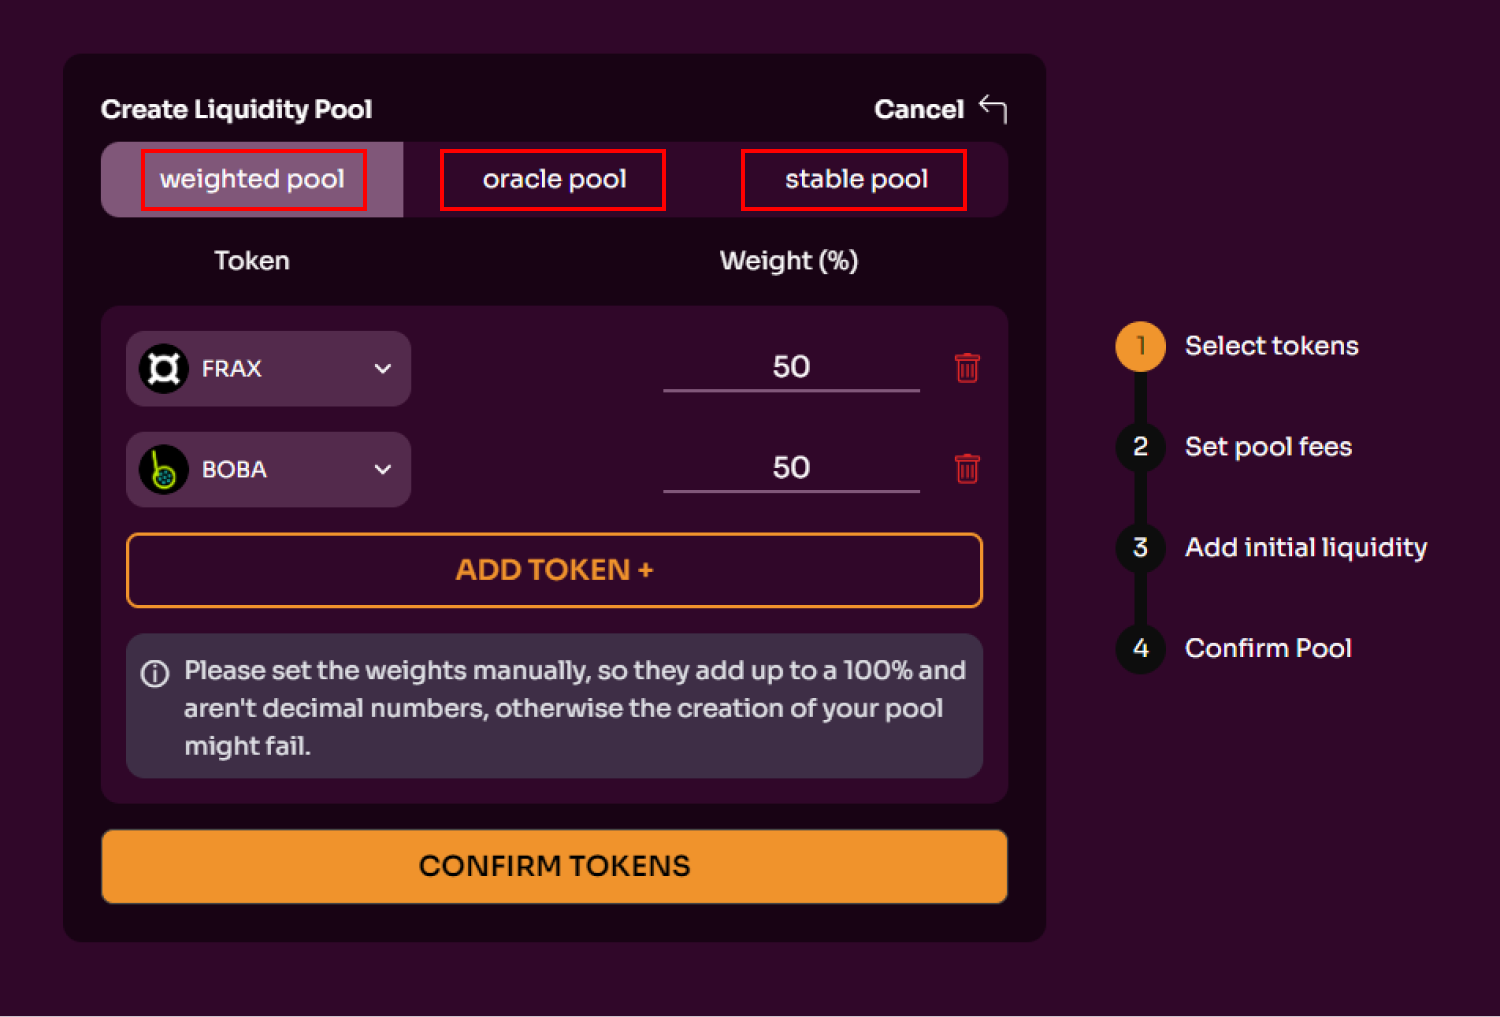 Create Liquidity Pool
Cancel
weighted pool
oracle pool
stable pool
Token
Weight (%)
FRAX
50
BOBA
50
ADD TOKEN +
Please set the weights manually, so they add up to a 100% and
aren't decimal numbers, otherwise the creation of your pool
might fail.
CONFIRM TOKENS
1 Select tokens
2 Set pool fees
3 Add initial liquidity
4 Confirm Pool